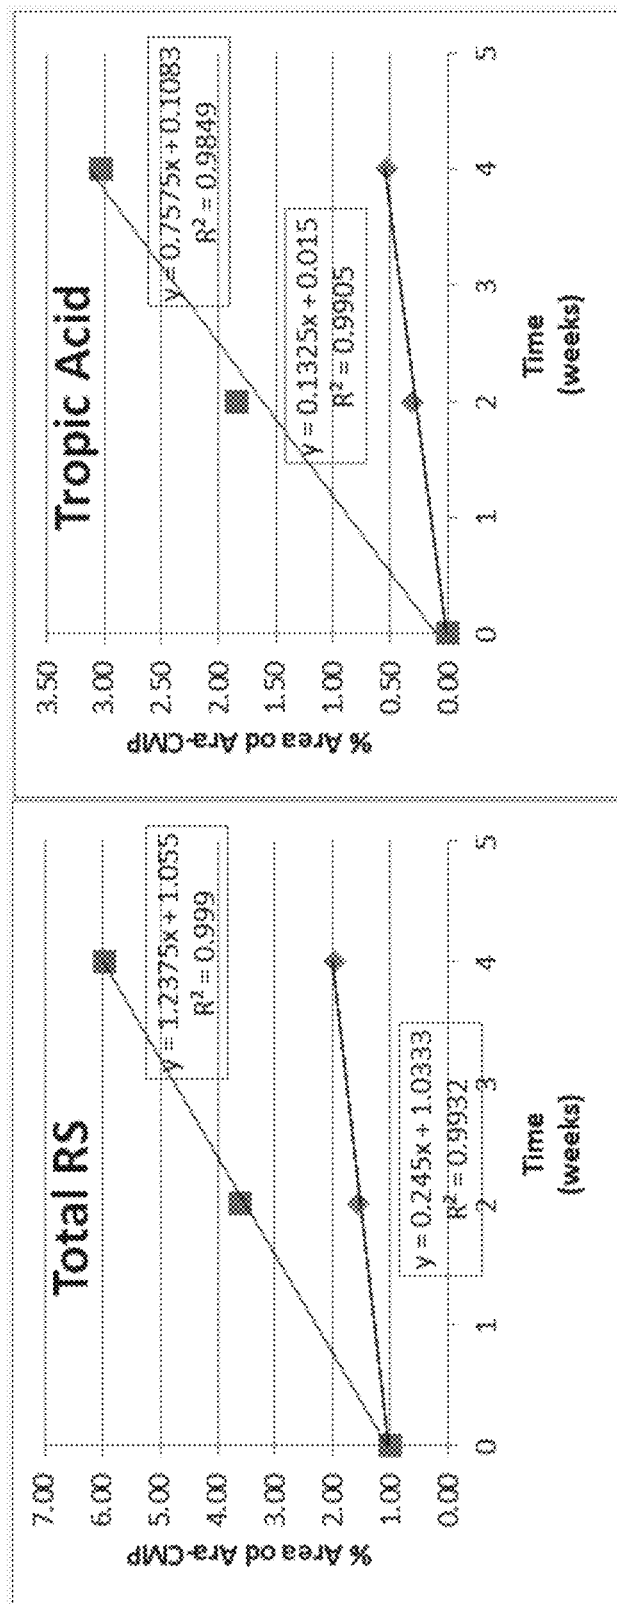 Total RS
% Area od Ara-CMP
7.00
6.00
5.00
4.00
3.00
2.00
1.00
0.00
y = 1.2375x + 1.055
R² = 0.999
y = 0.245x + 1.0333
R² = 0.9932
0 1 2 3 4 5
Time
(weeks)
Tropic Acid
% Area od Ara-CMP
3.50
3.00
2.50
2.00
1.50
1.00
0.50
0.00
y = 0.7575x + 0.1083
R² = 0.9849
y = 0.1325x + 0.015
R² = 0.9905
0 1 2 3 4 5
Time
(weeks)